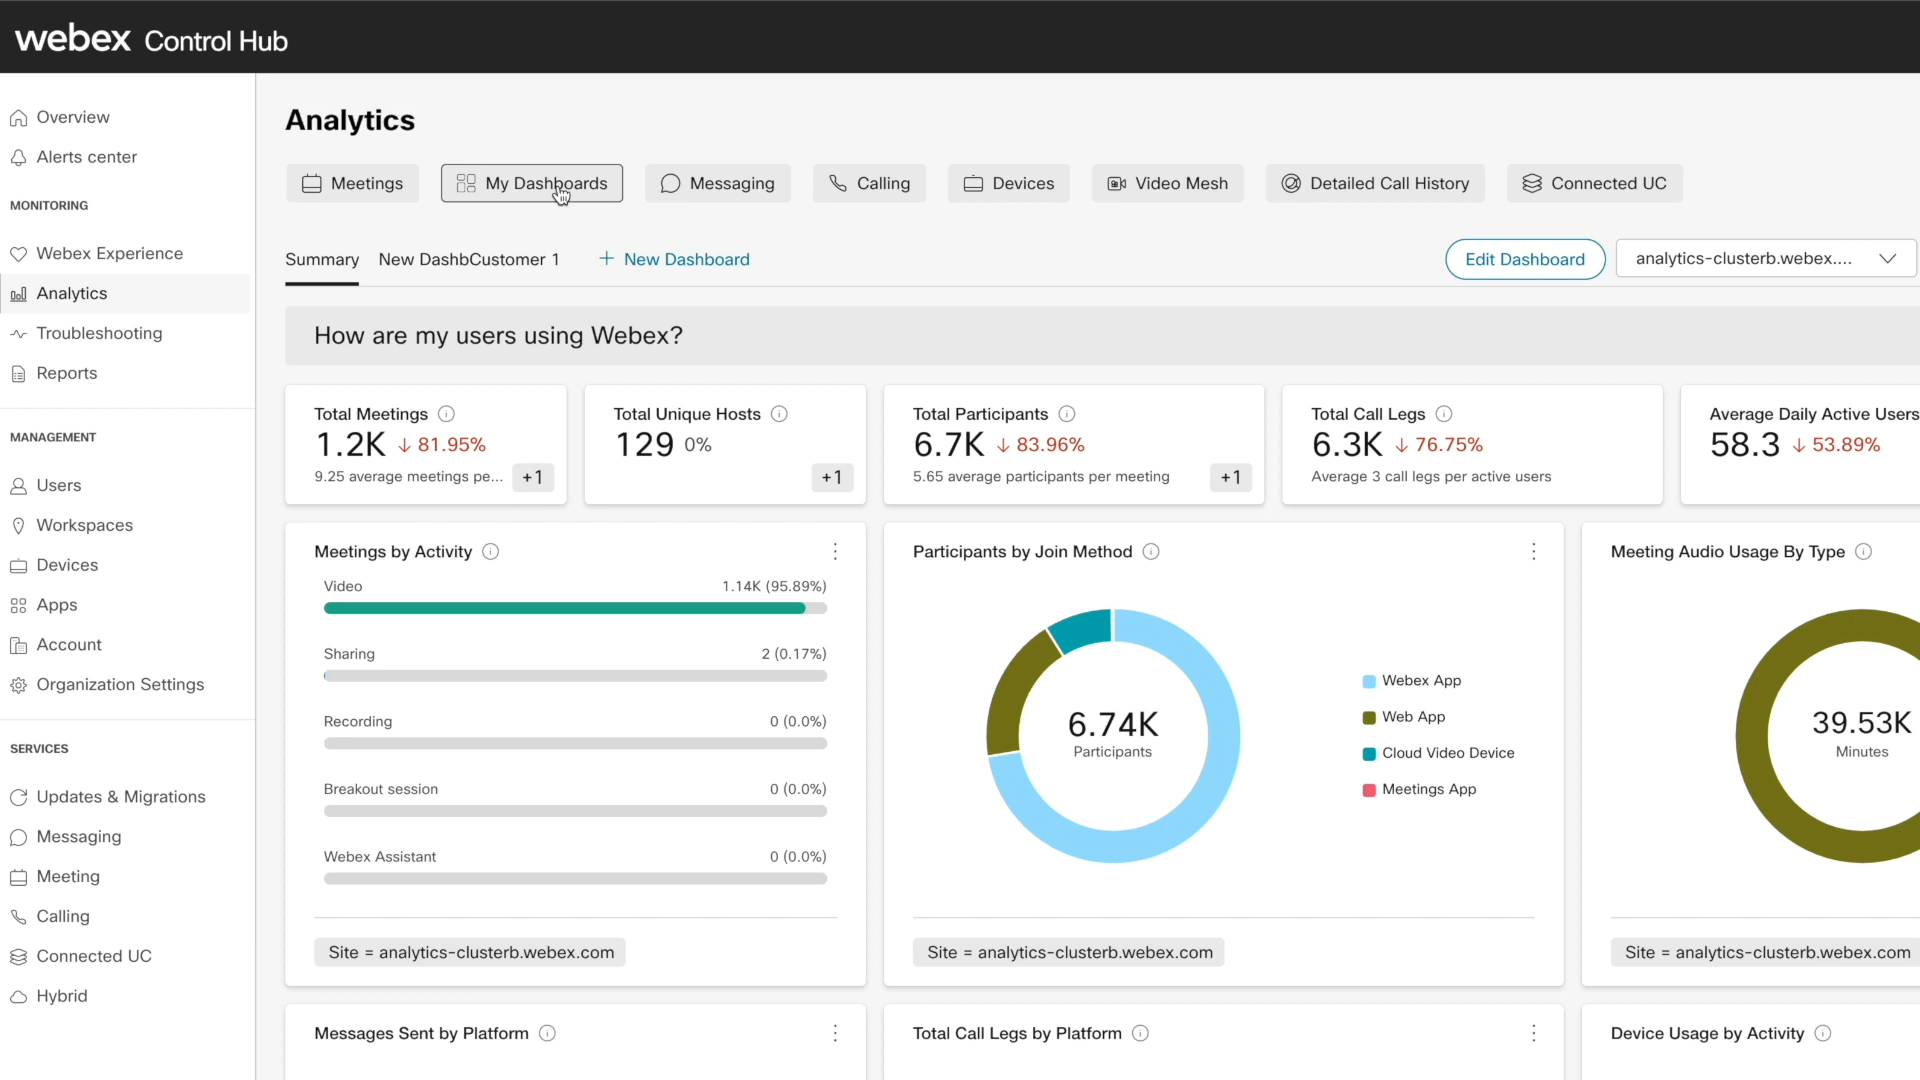 webex Control Hub
Overview
Alerts center
MONITORING
Webex Experience
Analytics
Troubleshooting
Reports
MANAGEMENT
Users
Workspaces
Devices
Apps
Account
Organization Settings
SERVICES
Updates & Migrations
Messaging
Meeting
Calling
Connected UC
Hybrid
Analytics
Meetings
My Dashboards
Messaging
Calling
Devices
Video Mesh
Detailed Call History
Connected UC
Summary
New DashbCustomer 1
+ New Dashboard
Edit Dashboard
analytics-clusterb.webex....
How are my users using Webex?
Total Meetings
1.2K ↓ 81.95%
9.25 average meetings pe...
+1
Total Unique Hosts
129 0%
+1
Total Participants
6.7K ↓ 83.96%
5.65 average participants per meeting
+1
Total Call Legs
6.3K ↓ 76.75%
Average 3 call legs per active users
Average Daily Active Users
58.3 ↓ 53.89%
Meetings by Activity
Video 1.14K (95.89%)
Sharing 2 (0.17%)
Recording 0 (0.0%)
Breakout session 0 (0.0%)
Webex Assistant 0 (0.0%)
Site = analytics-clusterb.webex.com
Participants by Join Method
6.74K
Participants
Webex App
Web App
Cloud Video Device
Meetings App
Site = analytics-clusterb.webex.com
Meeting Audio Usage By Type
39.53K
Minutes
Site = analytics-clusterb.webex.com
Messages Sent by Platform
Total Call Legs by Platform
Device Usage by Activity